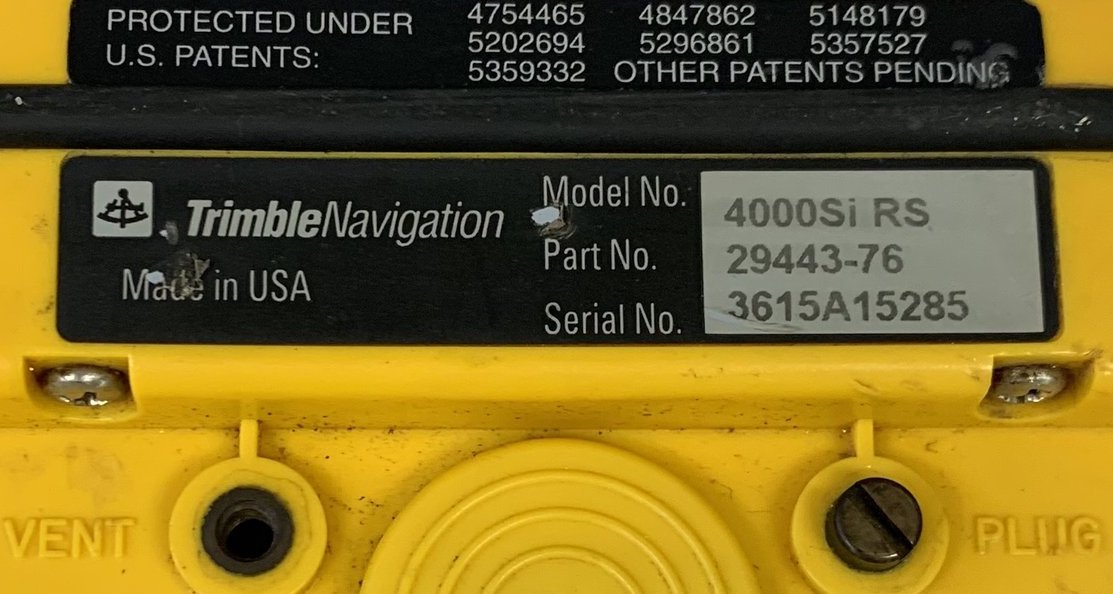 PROTECTED UNDER 4754465 4847862 5148179
U.S. PATENTS: 5202694 5296861 5357527
5359332 OTHER PATENTS PENDING
TrimbleNavigation
Made in USA
Model No. 4000Si RS
Part No. 29443-76
Serial No. 3615A15285
VENT
PLUG